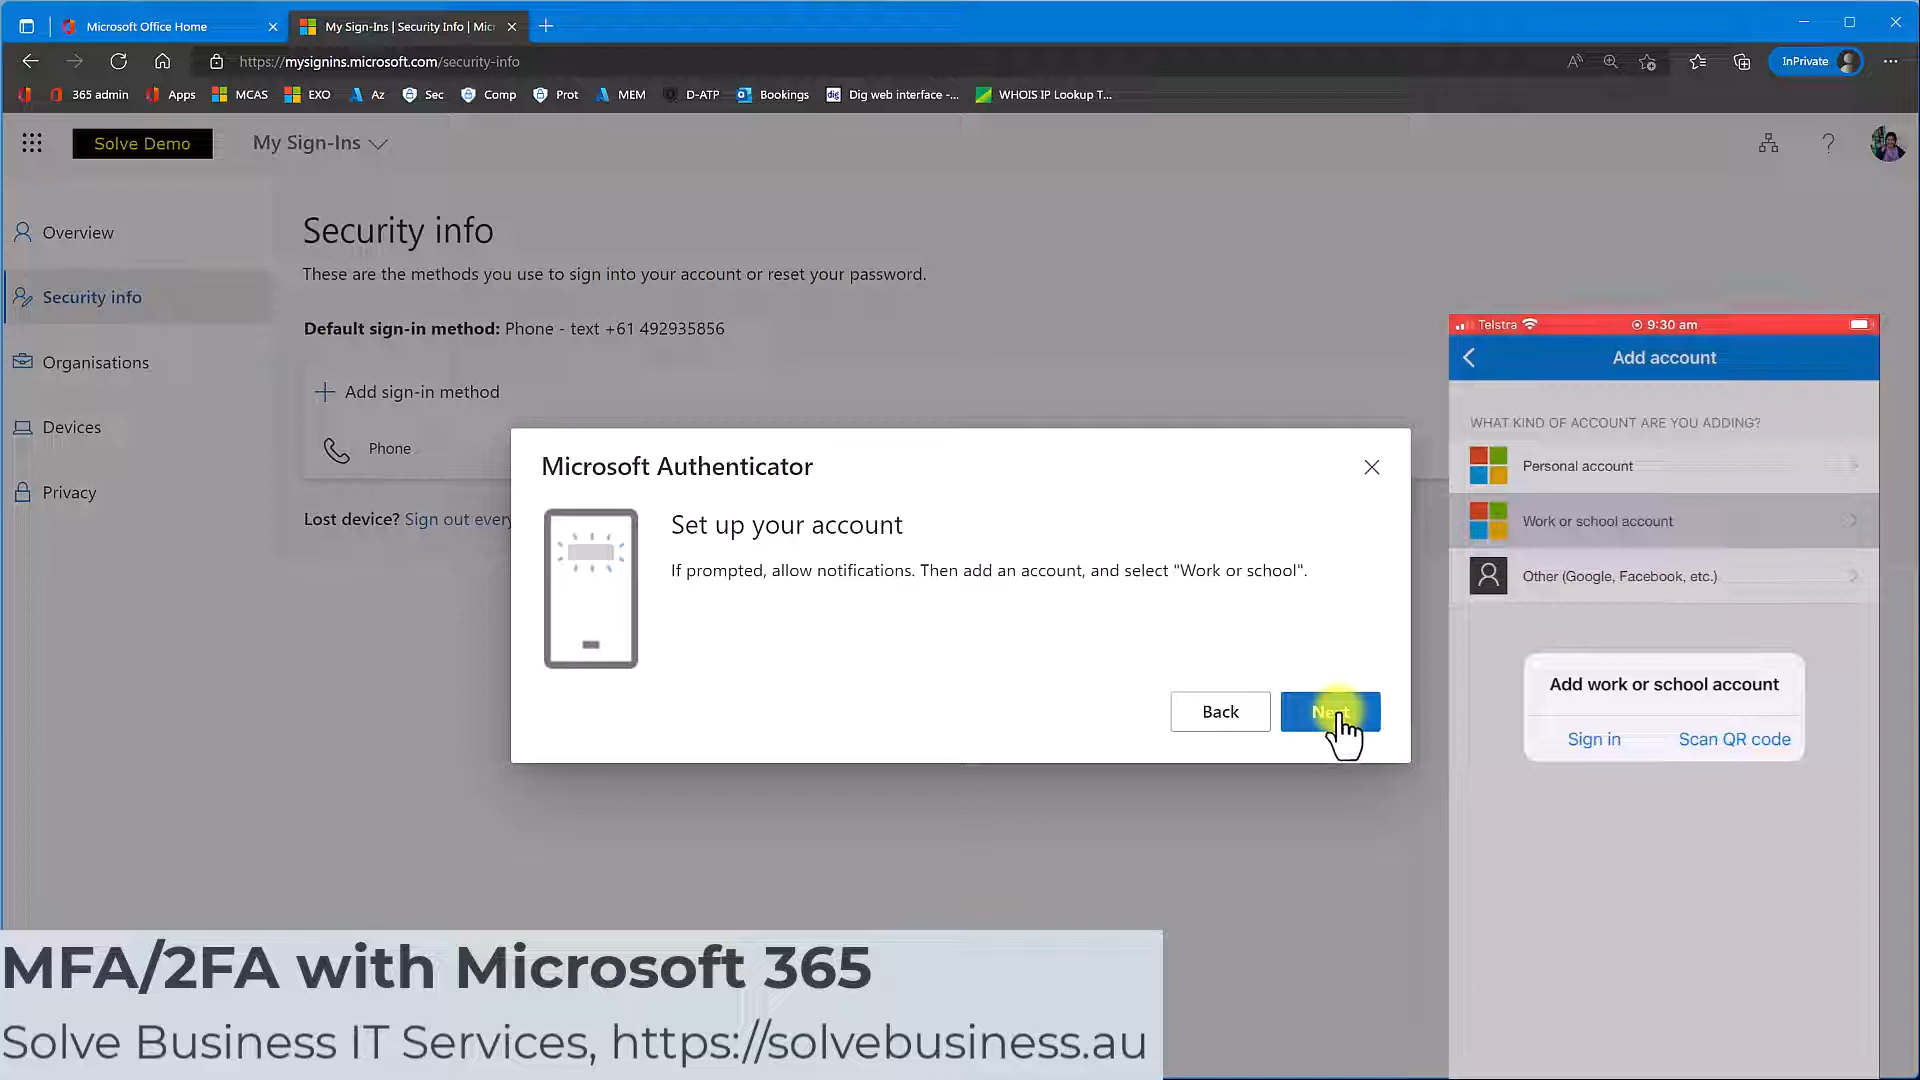 Microsoft Office Home
My Sign-Ins | Security Info | Mic
https://mysignins.microsoft.com/security-info
InPrivate
365 admin
Apps
MCAS
EXO
Az
Sec
Comp
Prot
MEM
D-ATP
Bookings
dig
Dig web interface -...
WHOIS IP Lookup T...
Solve Demo
My Sign-Ins
Overview
Security info
Organisations
Devices
Privacy
Security info
These are the methods you use to sign into your account or reset your password.
Default sign-in method: Phone - text +61 492935856
Add sign-in method
Phone
Lost device? Sign out every
Microsoft Authenticator
Set up your account
If prompted, allow notifications. Then add an account, and select "Work or school".
Back
Next
Telstra
9:30 am
Add account
WHAT KIND OF ACCOUNT ARE YOU ADDING?
Personal account
Work or school account
Other (Google, Facebook, etc.)
Add work or school account
Sign in
Scan QR code
MFA/2FA with Microsoft 365
Solve Business IT Services, https://solvebusiness.au